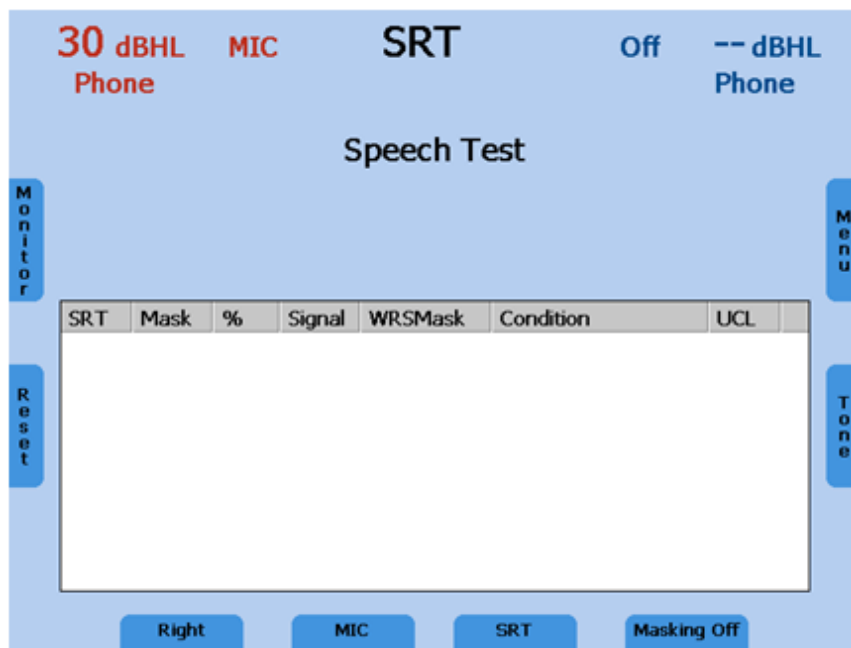 30 dBHL MIC SRT Off -- dBHL
Phone Phone
Speech Test
Monitor
Menu
SRT Mask % Signal WRSMask Condition UCL
Reset
Tone
Right MIC SRT Masking Off